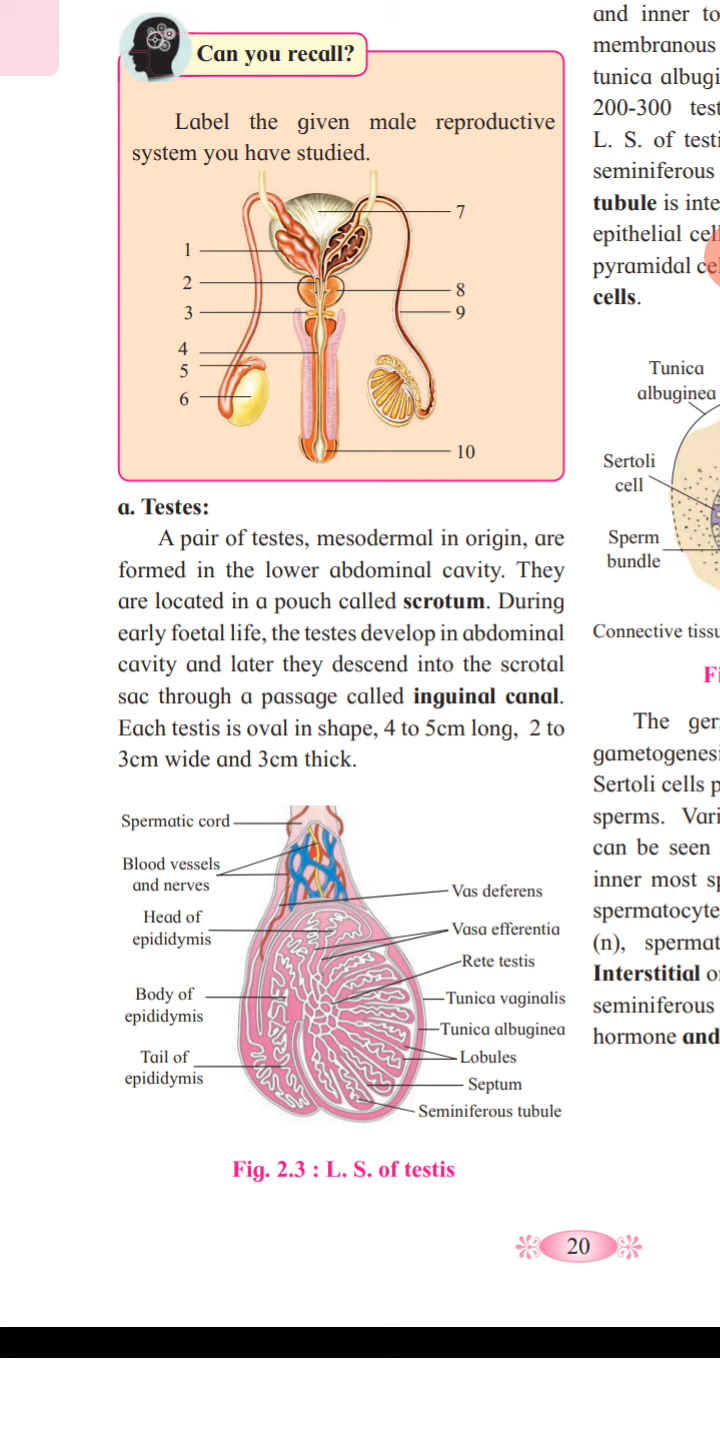 Can you recall?
Label the given male reproductive
system you have studied.
1
2
3
4
5
6
7
8
9
10
a. Testes:
A pair of testes, mesodermal in origin, are
formed in the lower abdominal cavity. They
are located in a pouch called scrotum. During
early foetal life, the testes develop in abdominal
cavity and later they descend into the scrotal
sac through a passage called inguinal canal.
Each testis is oval in shape, 4 to 5cm long, 2 to
3cm wide and 3cm thick.
Spermatic cord
Blood vessels
and nerves
Head of
epididymis
Body of
epididymis
Tail of
epididymis
Vas deferens
Vasa efferentia
Rete testis
Tunica vaginalis
Tunica albuginea
Lobules
Septum
Seminiferous tubule
Fig. 2.3 : L. S. of testis
and inner to
membranous
tunica albugi
200-300 test
L. S. of testi
seminiferous
tubule is inte
epithelial cell
pyramidal ce
cells.
Tunica
albuginea
Sertoli
cell
Sperm
bundle
Connective tissu
Fi
The ger
gametogenesi
Sertoli cells p
sperms. Vari
can be seen
inner most sp
spermatocyte
(n), spermat
Interstitial o
seminiferous
hormone and
20